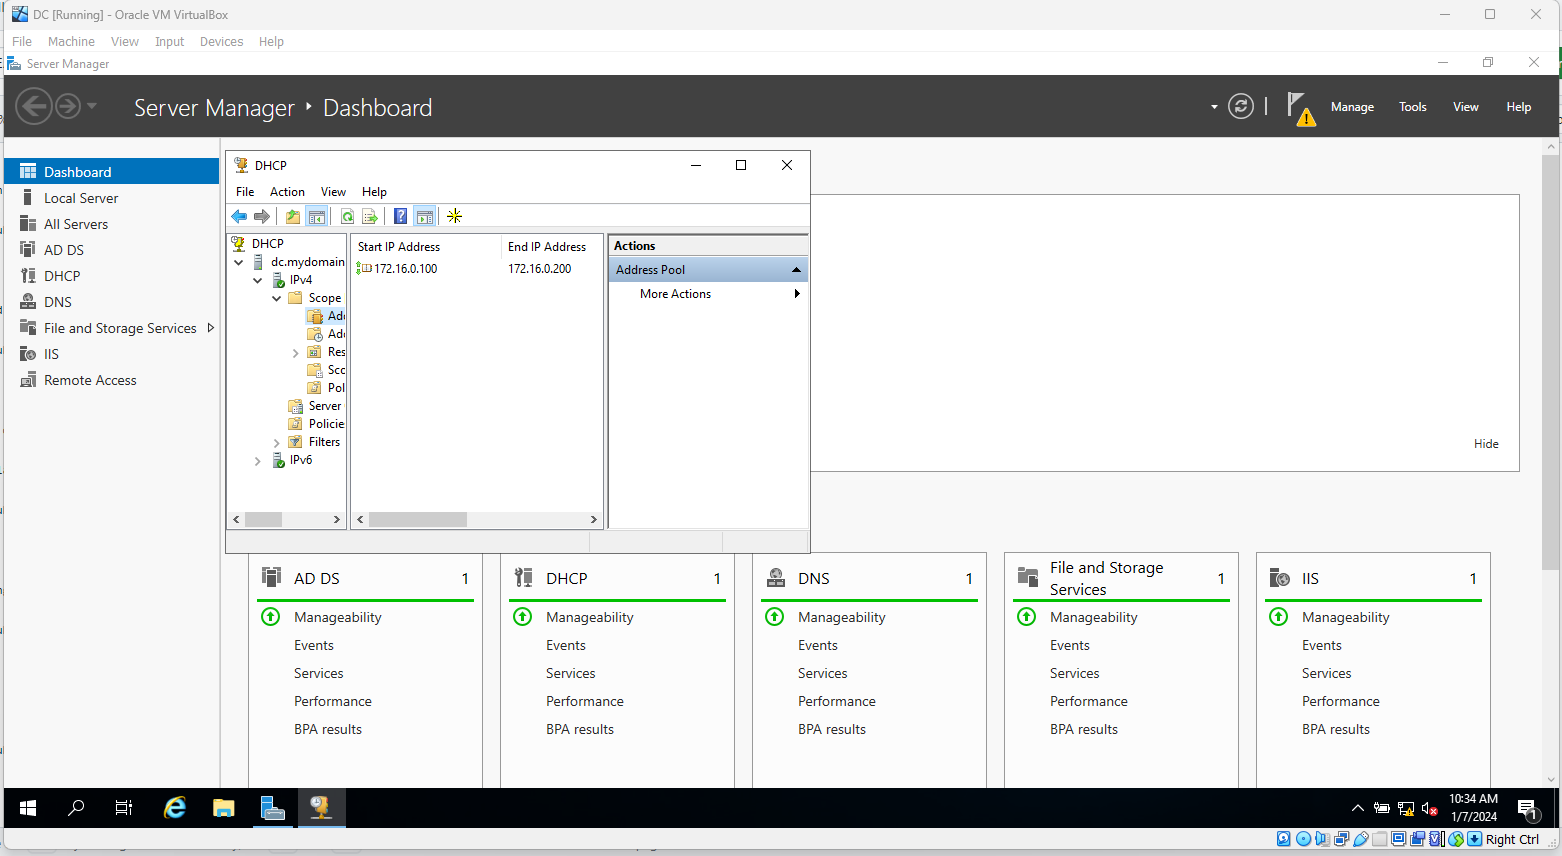 DC [Running] - Oracle VM VirtualBox
File Machine View Input Devices Help
Server Manager
Server Manager Dashboard
Manage Tools View Help
Dashboard
Local Server
All Servers
AD DS
DHCP
DNS
File and Storage Services
IIS
Remote Access
DHCP
File Action View Help
DHCP
dc.mydomain
IPv4
Scope
Add
Add
Res
Sco
Pol
Server
Policie
Filters
IPv6
Start IP Address End IP Address
172.16.0.100 172.16.0.200
Actions
Address Pool
More Actions
Hide
AD DS 1
Manageability
Events
Services
Performance
BPA results
DHCP 1
Manageability
Events
Services
Performance
BPA results
DNS 1
Manageability
Events
Services
Performance
BPA results
File and Storage
Services 1
Manageability
Events
Services
Performance
BPA results
IIS 1
Manageability
Events
Services
Performance
BPA results
10:34 AM
1/7/2024
1
Right Ctrl